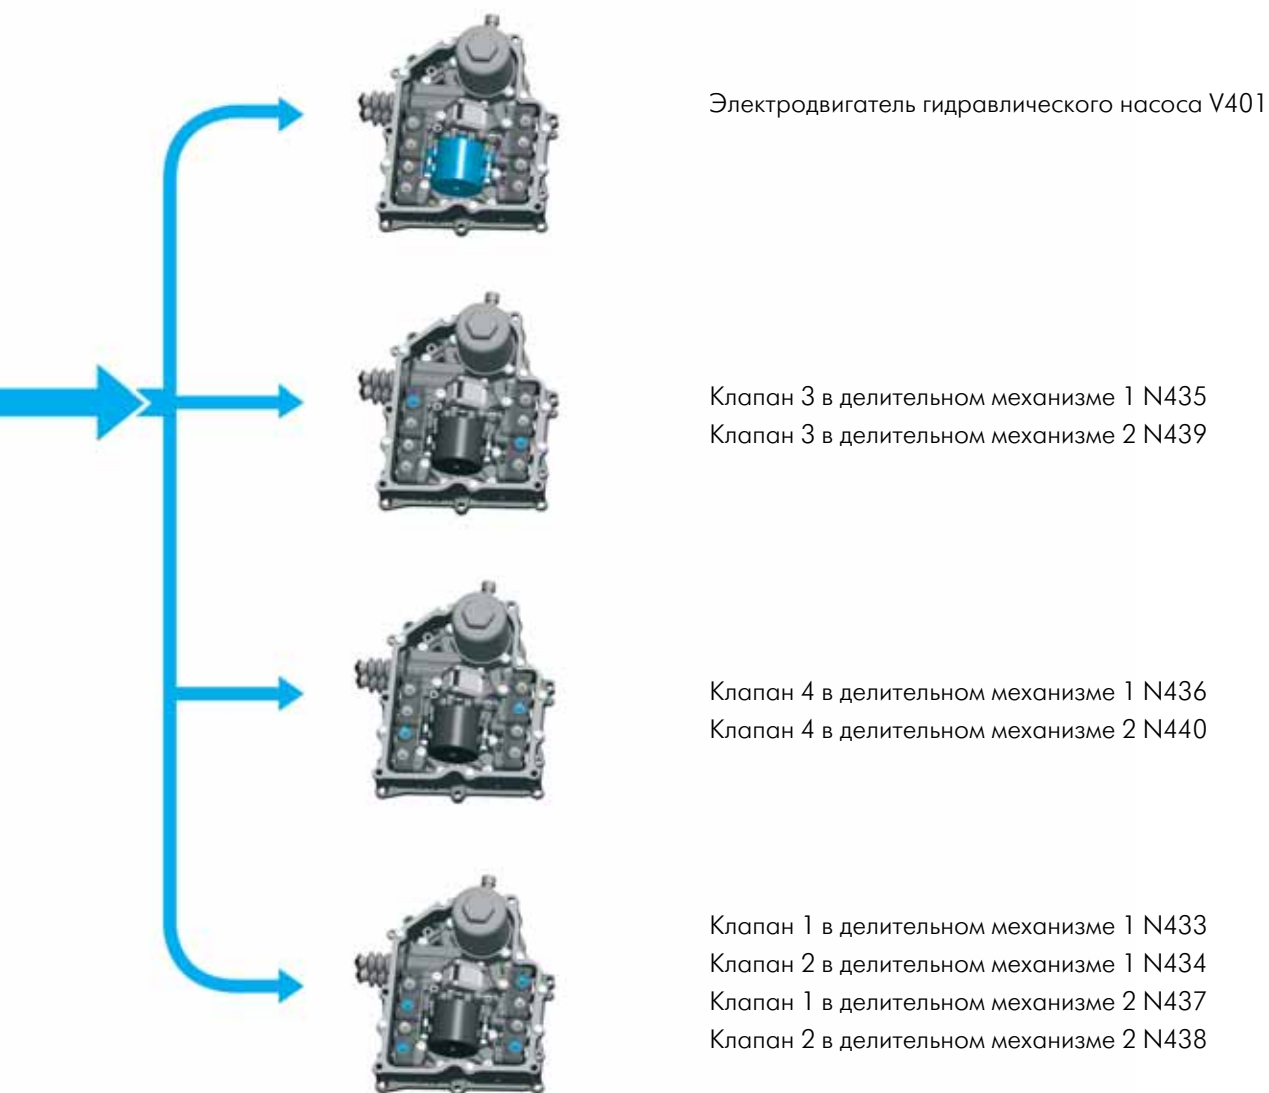 Электродвигатель гидравлического насоса V401
Клапан 3 в делительном механизме 1 N435
Клапан 3 в делительном механизме 2 N439
Клапан 4 в делительном механизме 1 N436
Клапан 4 в делительном механизме 2 N440
Клапан 1 в делительном механизме 1 N433
Клапан 2 в делительном механизме 1 N434
Клапан 1 в делительном механизме 2 N437
Клапан 2 в делительном механизме 2 N438